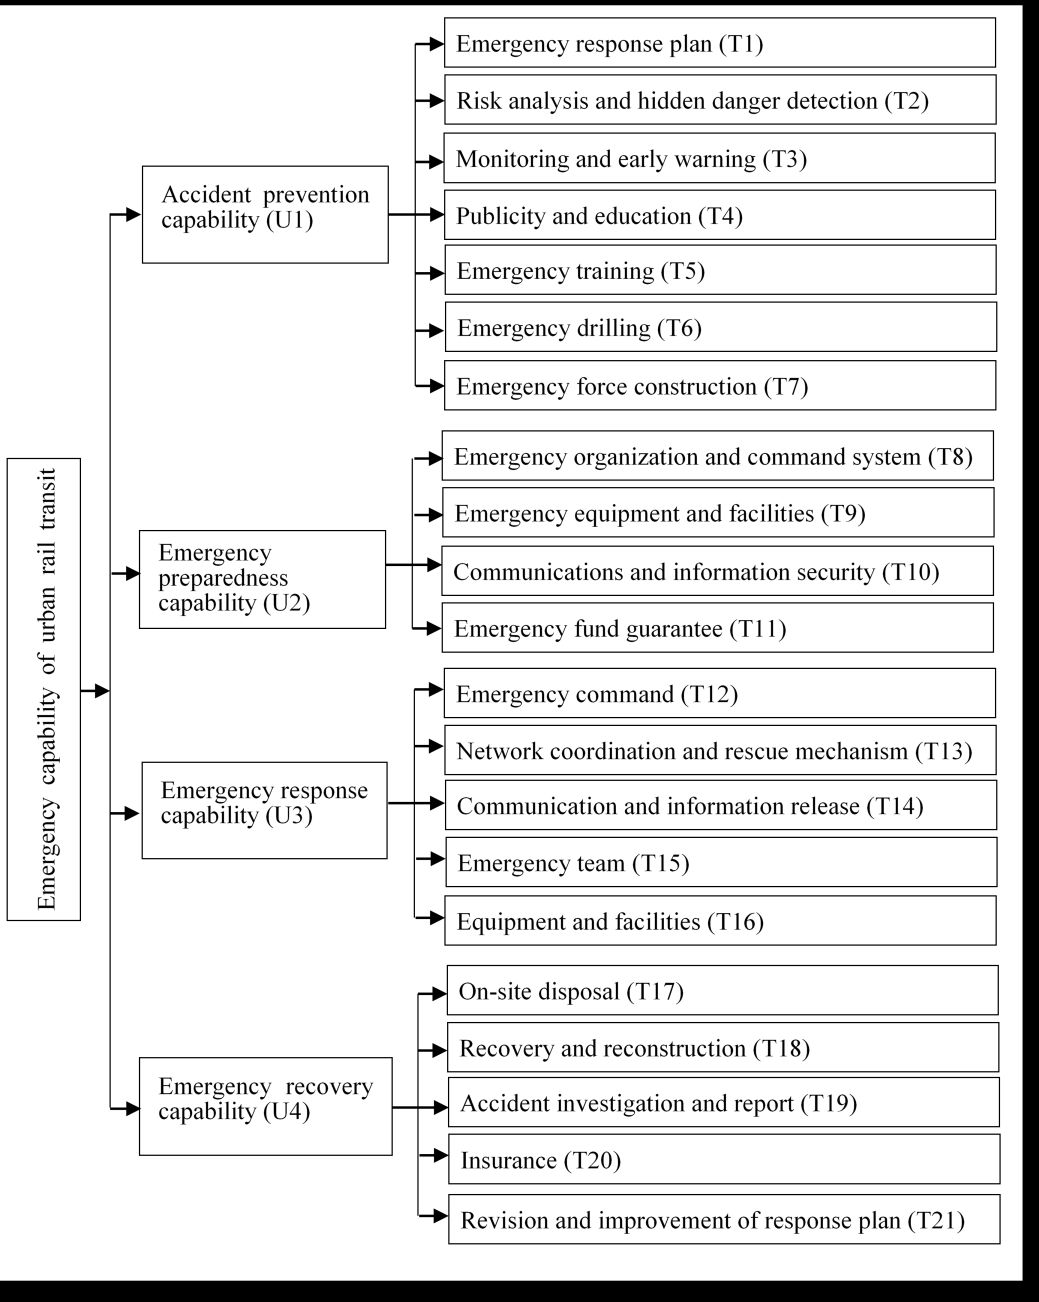 Emergency capability of urban rail transit
Accident prevention
capability (U1)
Emergency response plan (T1)
Risk analysis and hidden danger detection (T2)
Monitoring and early warning (T3)
Publicity and education (T4)
Emergency training (T5)
Emergency drilling (T6)
Emergency force construction (T7)
Emergency
preparedness
capability (U2)
Emergency organization and command system (T8)
Emergency equipment and facilities (T9)
Communications and information security (T10)
Emergency fund guarantee (T11)
Emergency response
capability (U3)
Emergency command (T12)
Network coordination and rescue mechanism (T13)
Communication and information release (T14)
Emergency team (T15)
Equipment and facilities (T16)
Emergency recovery
capability (U4)
On-site disposal (T17)
Recovery and reconstruction (T18)
Accident investigation and report (T19)
Insurance (T20)
Revision and improvement of response plan (T21)